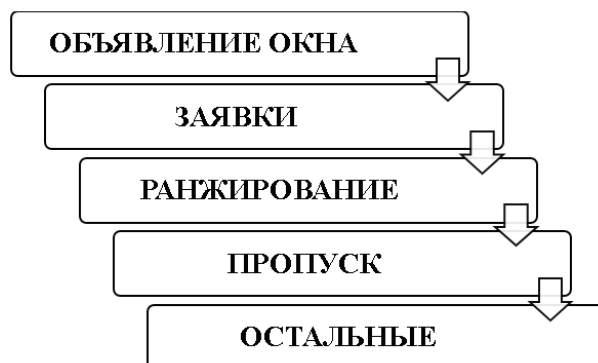 ОБЪЯВЛЕНИЕ ОКНА
ЗАЯВКИ
РАНЖИРОВАНИЕ
ПРОПУСК
ОСТАЛЬНЫЕ